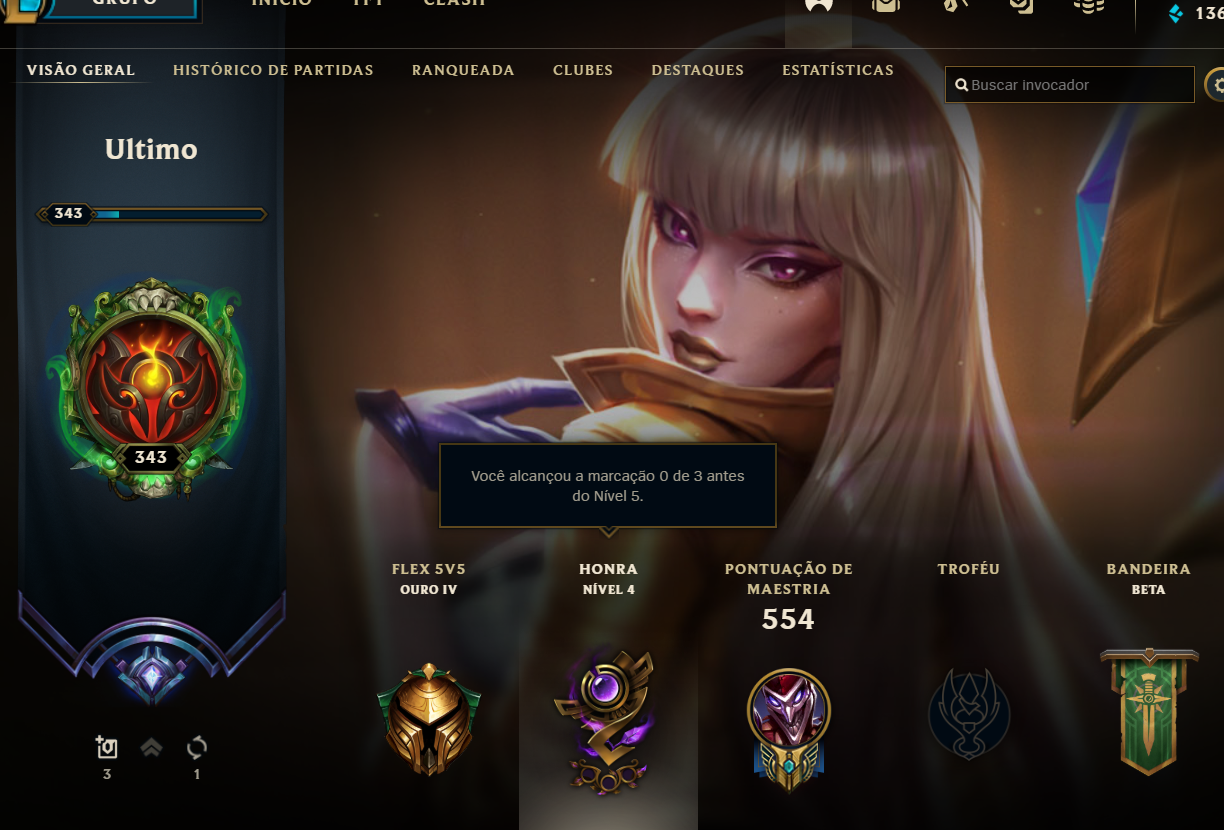 GRUPO
INÍCIO TFT CLASH
VISÃO GERAL HISTÓRICO DE PARTIDAS RANQUEADA CLUBES DESTAQUES ESTATÍSTICAS
Buscar invocador
Ultimo
343
343
Você alcançou a marcação 0 de 3 antes
do Nível 5.
FLEX 5V5
OURO IV
HONRA
NÍVEL 4
PONTUAÇÃO DE
MAESTRIA
554
TROFÉU
BANDEIRA
BETA
3
1